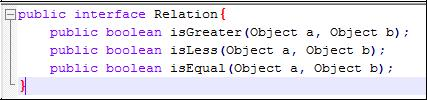 public interface Relation{
public boolean isGreater(Object a, Object b);
public boolean isLess(Object a, Object b);
public boolean isEqual(Object a, Object b);
}